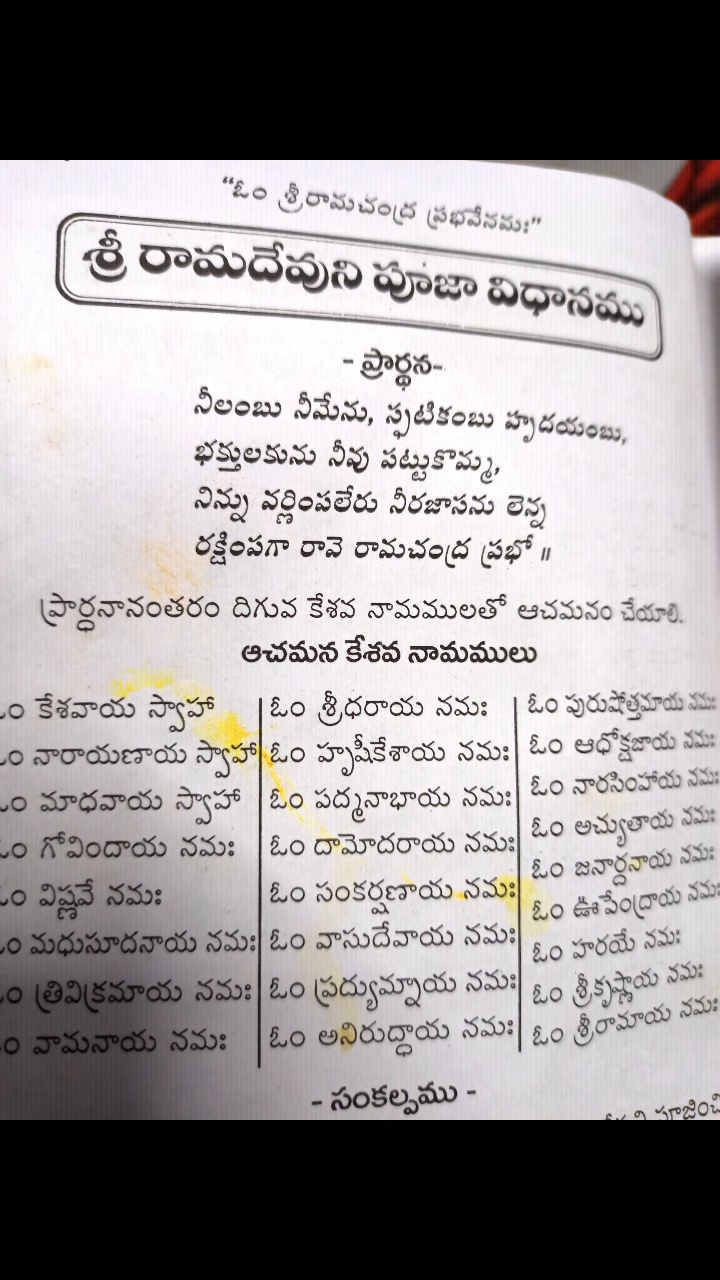 "ఓం శ్రీరామచంద్ర ప్రభవేనమః"
శ్రీ రామదేవుని పూజా విధానము
- ప్రార్థన-
నీలంబు నీమేను, స్ఫటికంబు హృదయంబు,
భక్తులకును నీవు పట్టుకొమ్మ,
నిన్ను వర్ణింపలేరు నీరజాసను లెన్న
రక్షింపగా రావె రామచంద్ర ప్రభో ॥
ప్రార్ధనానంతరం దిగువ కేశవ నామములతో ఆచమనం చేయాలి.
ఆచమన కేశవ నామములు
ఓం కేశవాయ స్వాహా
ఓం నారాయణాయ స్వాహా
ఓం మాధవాయ స్వాహా
ఓం గోవిందాయ నమః
ఓం విష్ణవే నమః
ఓం మధుసూదనాయ నమః
ఓం త్రివిక్రమాయ నమః
ఓం వామనాయ నమః
ఓం శ్రీధరాయ నమః
ఓం హృషీకేశాయ నమః
ఓం పద్మనాభాయ నమః
ఓం దామోదరాయ నమః
ఓం సంకర్షణాయ నమః
ఓం వాసుదేవాయ నమః
ఓం ప్రద్యుమ్నాయ నమః
ఓం అనిరుద్ధాయ నమః
ఓం పురుషోత్తమాయ నమః
ఓం ఆధోక్షజాయ నమః
ఓం నారసింహాయ నమః
ఓం అచ్యుతాయ నమః
ఓం జనార్దనాయ నమః
ఓం ఊపేంద్రాయ నమః
ఓం హరయే నమః
ఓం శ్రీకృష్ణాయ నమః
ఓం శ్రీరామాయ నమః
- సంకల్పము -